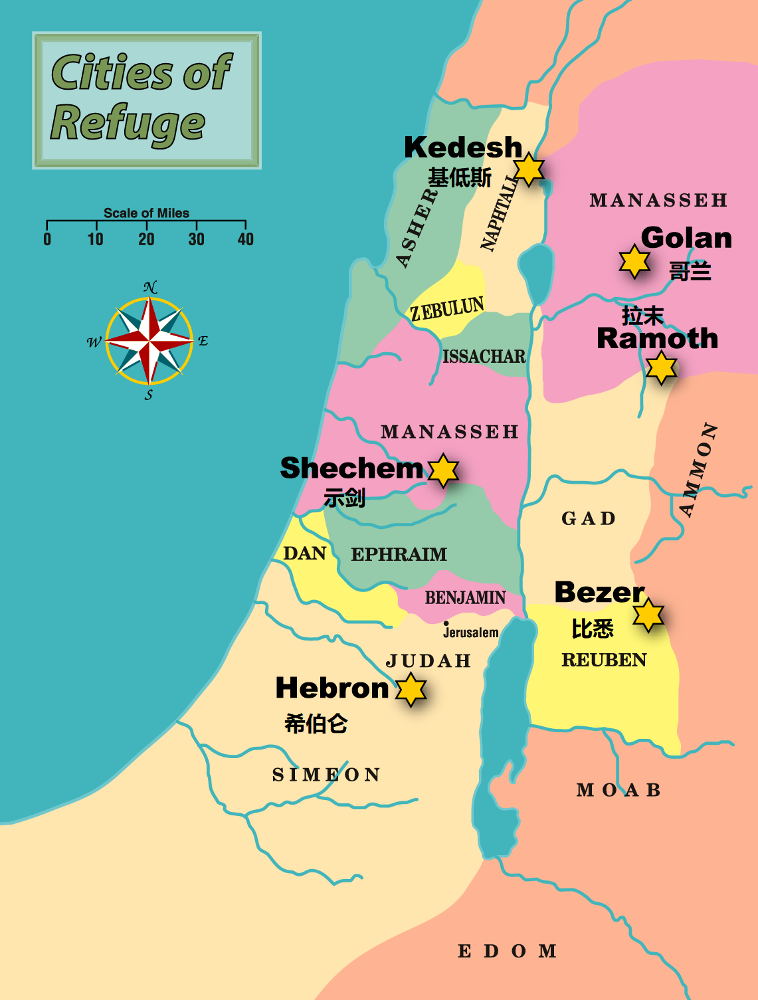 Cities of
Refuge
Scale of Miles
0 10 20 30 40
N
W E
S
Kedesh
基低斯
ASHER
NAPHTALI
MANASSEH
Golan
哥兰
ZEBULUN
拉末
Ramoth
ISSACHAR
MANASSEH
AMMON
Shechem
示剑
GAD
DAN
EPHRAIM
Bezer
BENJAMIN
比悉
Jerusalem
JUDAH
REUBEN
Hebron
希伯仑
SIMEON
MOAB
EDOM